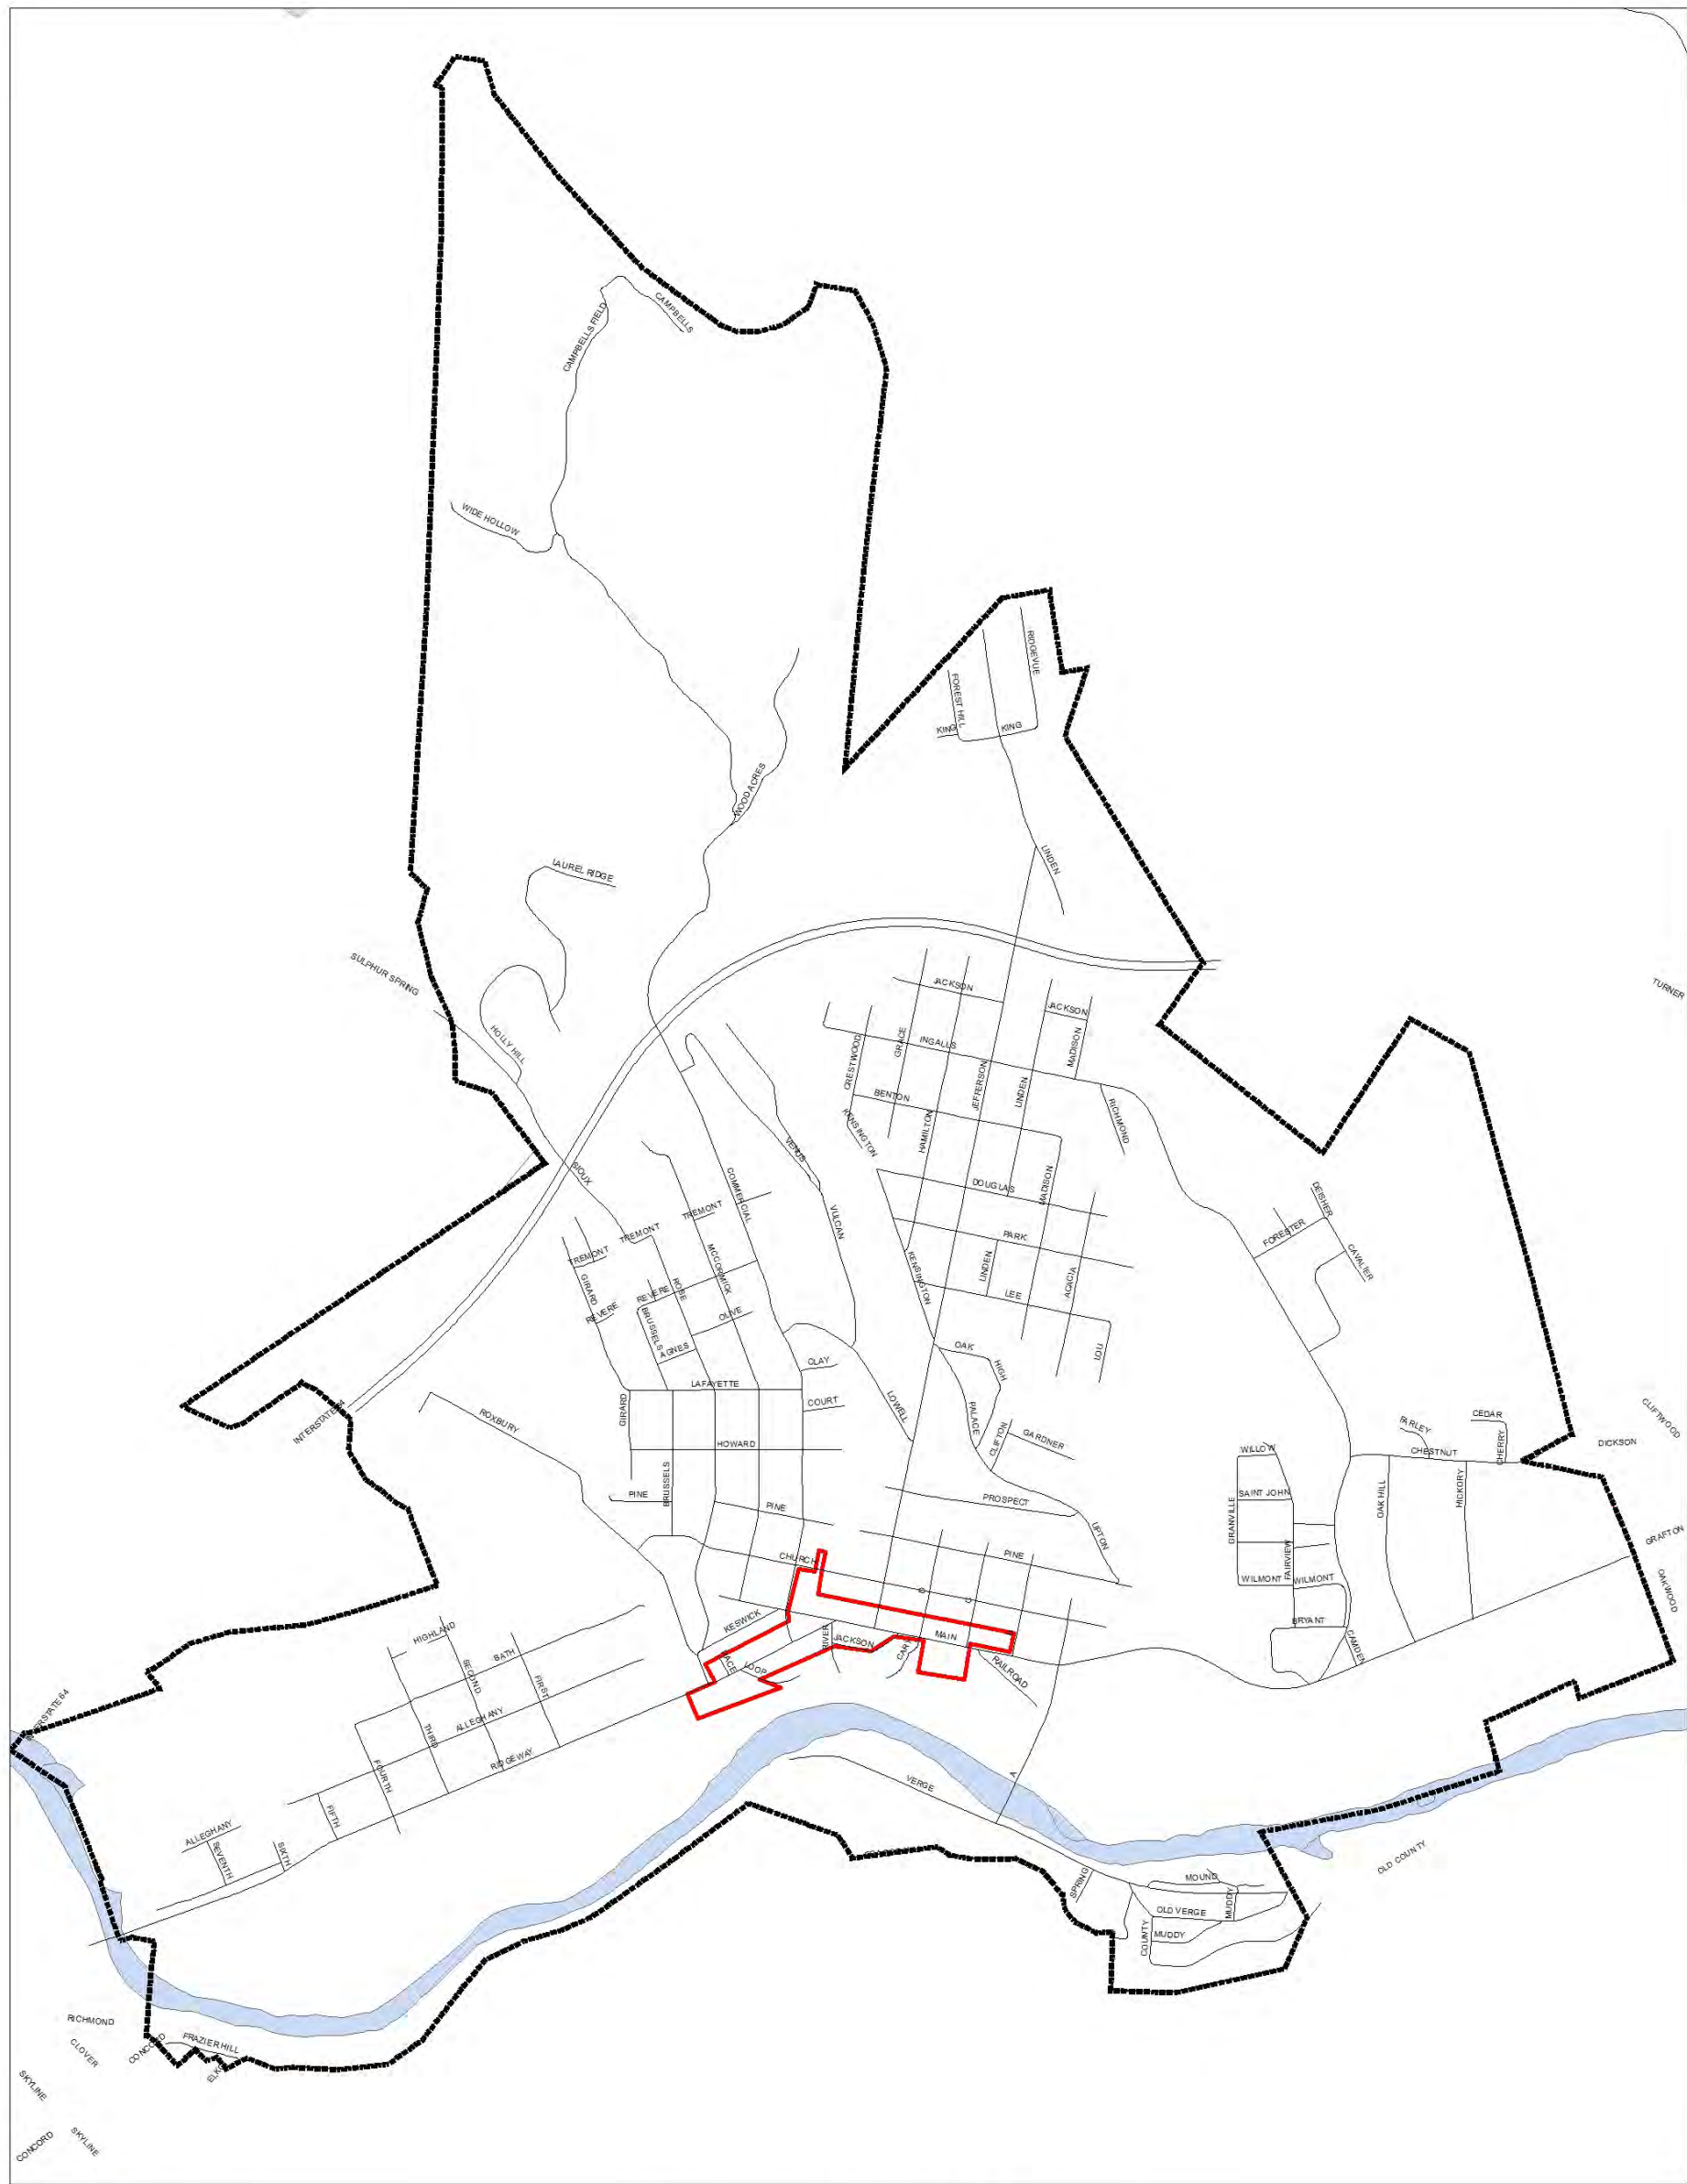 CAMPBELLS
CAMPBELLS FIELD
WIDE HOLLOW
RIDGEVUE
FOREST HILL
KING
KING
WOOD ACRES
LINDEN
LAUREL RIDGE
SULPHUR SPRING
TURNER
JACKSON
JACKSON
HOLLY HILL
INGALLS
GRACE
CRESTWOOD
MADISON
JEFFERSON
LINDEN
BENTON
RICHMOND
KENSINGTON
HAMILTON
VENUS
SIOUX
COMMERCIAL
DOUGLAS
MADISON
DEISHER
TREMONT
TREMONT
TREMONT
VULCAN
PARK
FORESTER
CAVALIER
MCCORMICK
KENSINGTON
LINDEN
ACACIA
GIRARD
REVERE
ROSE
LEE
REVERE
BRUSSELS
OLIVE
AGNES
OAK
LOU
CLAY
HIGH
LAFAYETTE
INTERSTATE 64
ROXBURY
GIRARD
COURT
LOWELL
PALACE
CLIFTON
GARDNER
FARLEY
CEDAR
CLIFTWOOD
DICKSON
HOWARD
WILLOW
CHESTNUT
CHERRY
BRUSSELS
PINE
PINE
PROSPECT
SAINT JOHN
OAK HILL
HICKORY
GRANVILLE
UPTON
GRAFTON
CHURCH
PINE
FAIRVIEW
WILMONT
WILMONT
OAKWOOD
KESWICK
BRYANT
HIGHLAND
BATH
RIVER
JACKSON
MAIN
CAMDEN
SECOND
FIRST
LOOP
RAILROAD
ALLEGHANY
THIRD
RIDGEWAY
FOURTH
VERGE
A
FIFTH
ALLEGHANY
SEVENTH
SIXTH
OLD COUNTY
SPRING
MOUND
MUDDY
OLD VERGE
COUNTY
MUDDY
RICHMOND
CLOVER
FRAZIER HILL
SKYLINE
SKYLINE
CONCORD